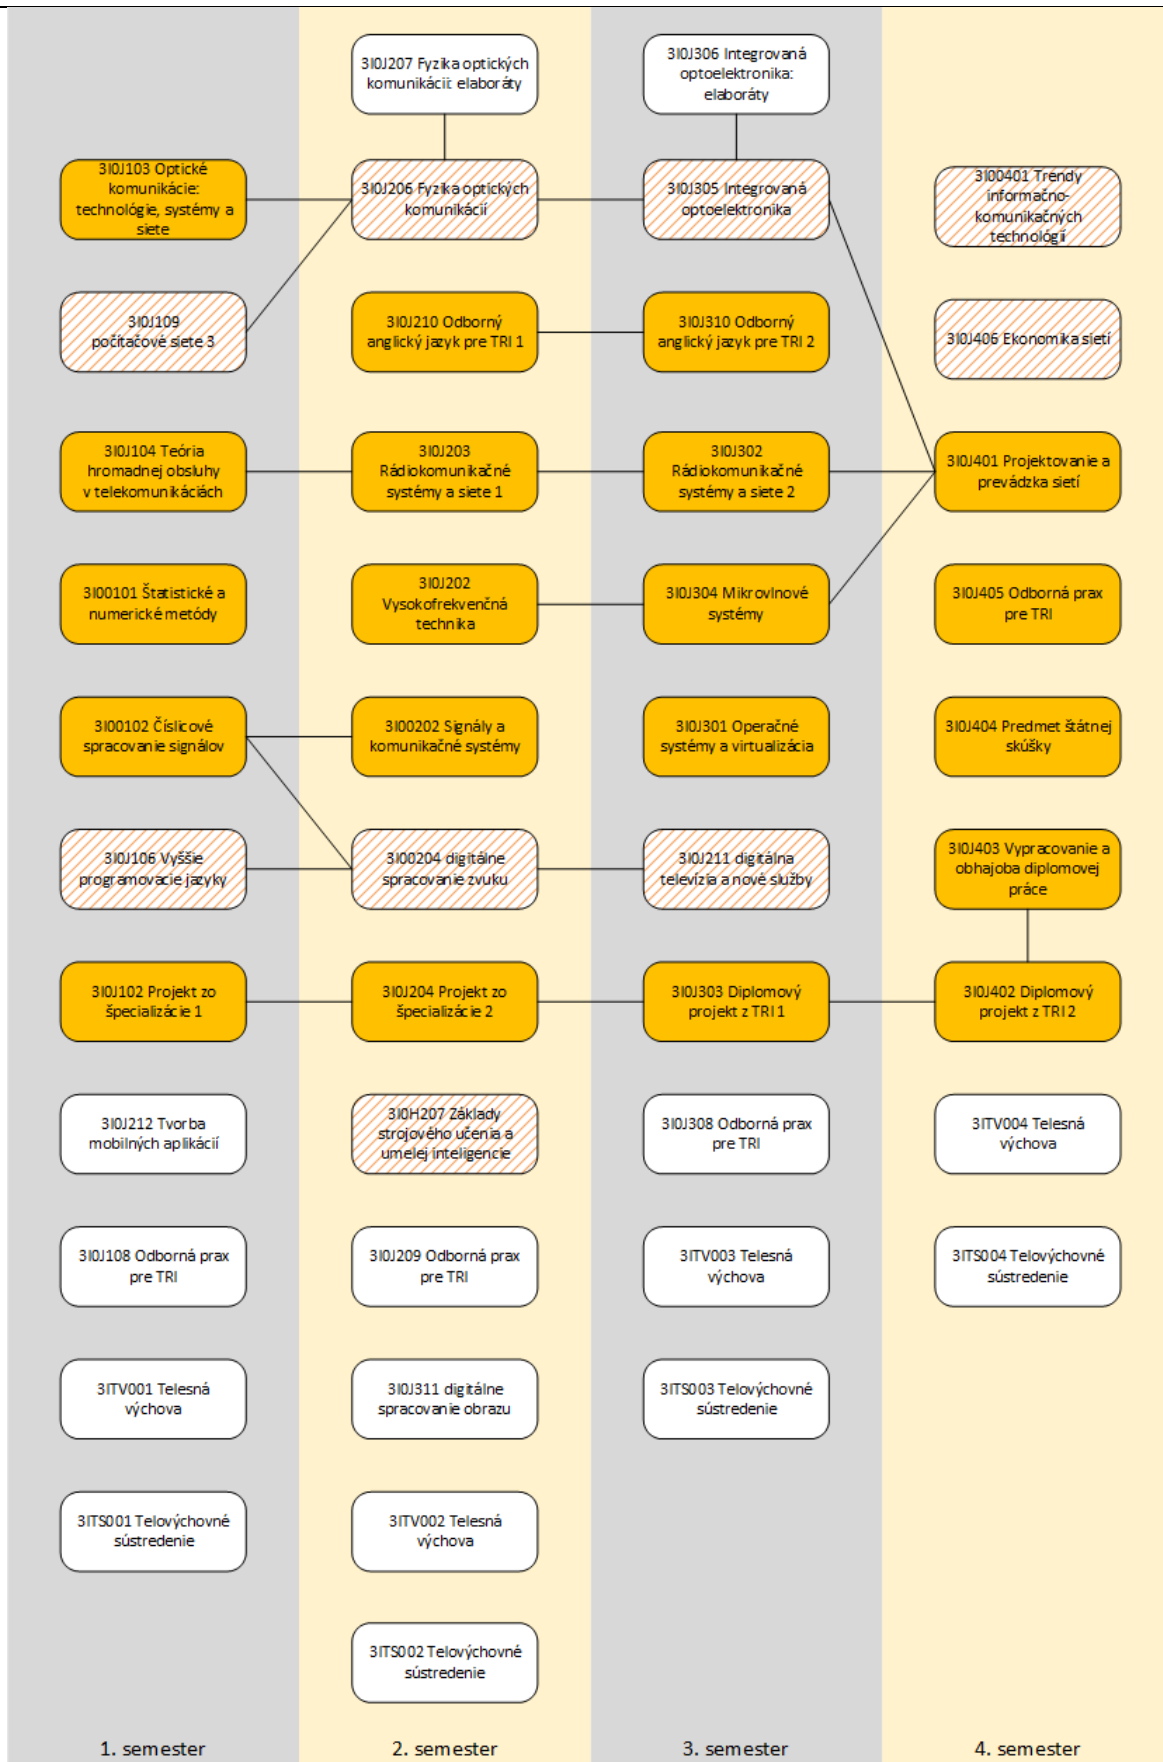 3I0J207 Fyzika optických
komunikácií: elaboráty
3I0J306 Integrovaná
optoelektronika:
elaboráty
3I0J103 Optické
komunikácie:
technológie, systémy a
siete
3I0J206 Fyzika optických
komunikácií
3I0J305 Integrovaná
optoelektronika
3I00401 Trendy
informačno-
komunikačných
technológií
3I0J109
počítačové siete 3
3I0J210 Odborný
anglický jazyk pre TRI 1
3I0J310 Odborný
anglický jazyk pre TRI 2
3I0J406 Ekonomika sietí
3I0J104 Teória
hromadnej obsluhy
v telekomunikáciách
3I0J203
Rádiokomunikačné
systémy a siete 1
3I0J302
Rádiokomunikačné
systémy a siete 2
3I0J401 Projektovanie a
prevádzka sietí
3I00101 Štatistické a
numerické metódy
3I0J202
Vysokofrekvenčná
technika
3I0J304 Mikrovlnové
systémy
3I0J405 Odborná prax
pre TRI
3I00102 Číslicové
spracovanie signálov
3I00202 Signály a
komunikačné systémy
3I0J301 Operačné
systémy a virtualizácia
3I0J404 Predmet štátnej
skúšky
3I0J106 Vyššie
programovacie jazyky
3I00204 digitálne
spracovanie zvuku
3I0J211 digitálna
televízia a nové služby
3I0J403 Vypracovanie a
obhajoba diplomovej
práce
3I0J102 Projekt zo
špecializácie 1
3I0J204 Projekt zo
špecializácie 2
3I0J303 Diplomový
projekt z TRI 1
3I0J402 Diplomový
projekt z TRI 2
3I0J212 Tvorba
mobilných aplikácií
3I0H207 Základy
strojového učenia a
umelej inteligencie
3I0J308 Odborná prax
pre TRI
3ITV004 Telesná
výchova
3I0J108 Odborná prax
pre TRI
3I0J209 Odborná prax
pre TRI
3ITV003 Telesná
výchova
3ITS004 Telovýchovné
sústredenie
3ITV001 Telesná
výchova
3I0J311 digitálne
spracovanie obrazu
3ITS003 Telovýchovné
sústredenie
3ITS001 Telovýchovné
sústredenie
3ITV002 Telesná
výchova
3ITS002 Telovýchovné
sústredenie
1. semester
2. semester
3. semester
4. semester